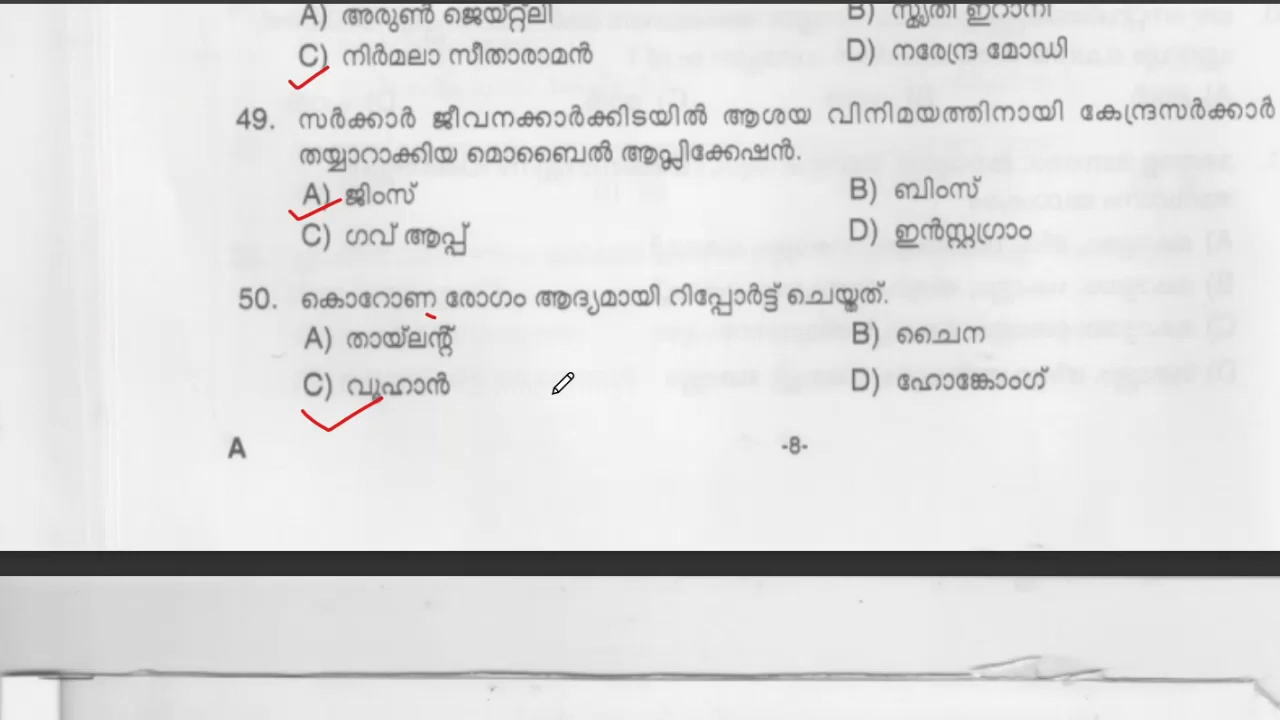 A) അരുൺ ജെയ്റ്റ്ലി B) സ്മൃതി ഇറാനി
C) നിർമലാ സീതാരാമൻ D) നരേന്ദ്ര മോഡി
49. സർക്കാർ ജീവനക്കാർക്കിടയിൽ ആശയ വിനിമയത്തിനായി കേന്ദ്രസർക്കാർ
തയ്യാറാക്കിയ മൊബൈൽ ആപ്ലിക്കേഷൻ.
A) ജിംസ് B) ബിംസ്
C) ഗവ് ആപ്പ് D) ഇൻസ്റ്റഗ്രാം
50. കൊറോണ രോഗം ആദ്യമായി റിപ്പോർട്ട് ചെയ്തത്.
A) തായ്ലന്റ് B) ചൈന
C) വൂഹാൻ D) ഹോങ്കോംഗ്
A -8-